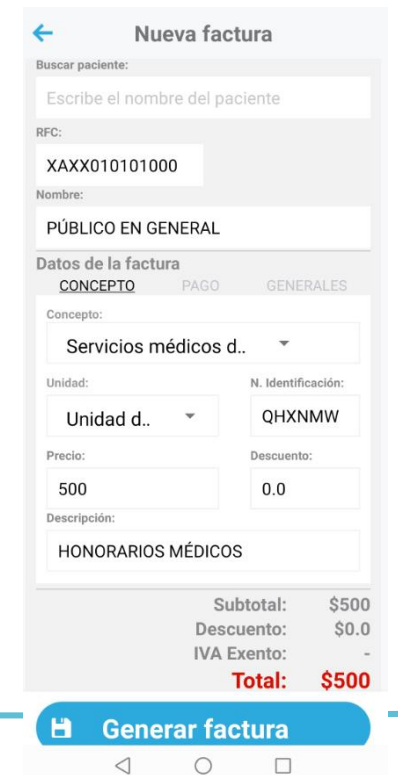 Nueva factura
Buscar paciente:
Escribe el nombre del paciente
RFC:
XAXX010101000
Nombre:
PÚBLICO EN GENERAL
Datos de la factura
CONCEPTO PAGO GENERALES
Concepto:
Servicios médicos d..
Unidad: N. Identificación:
Unidad d.. QHXNMW
Precio: Descuento:
500 0.0
Descripción:
HONORARIOS MÉDICOS
Subtotal: $500
Descuento: $0.0
IVA Exento: -
Total: $500
Generar factura